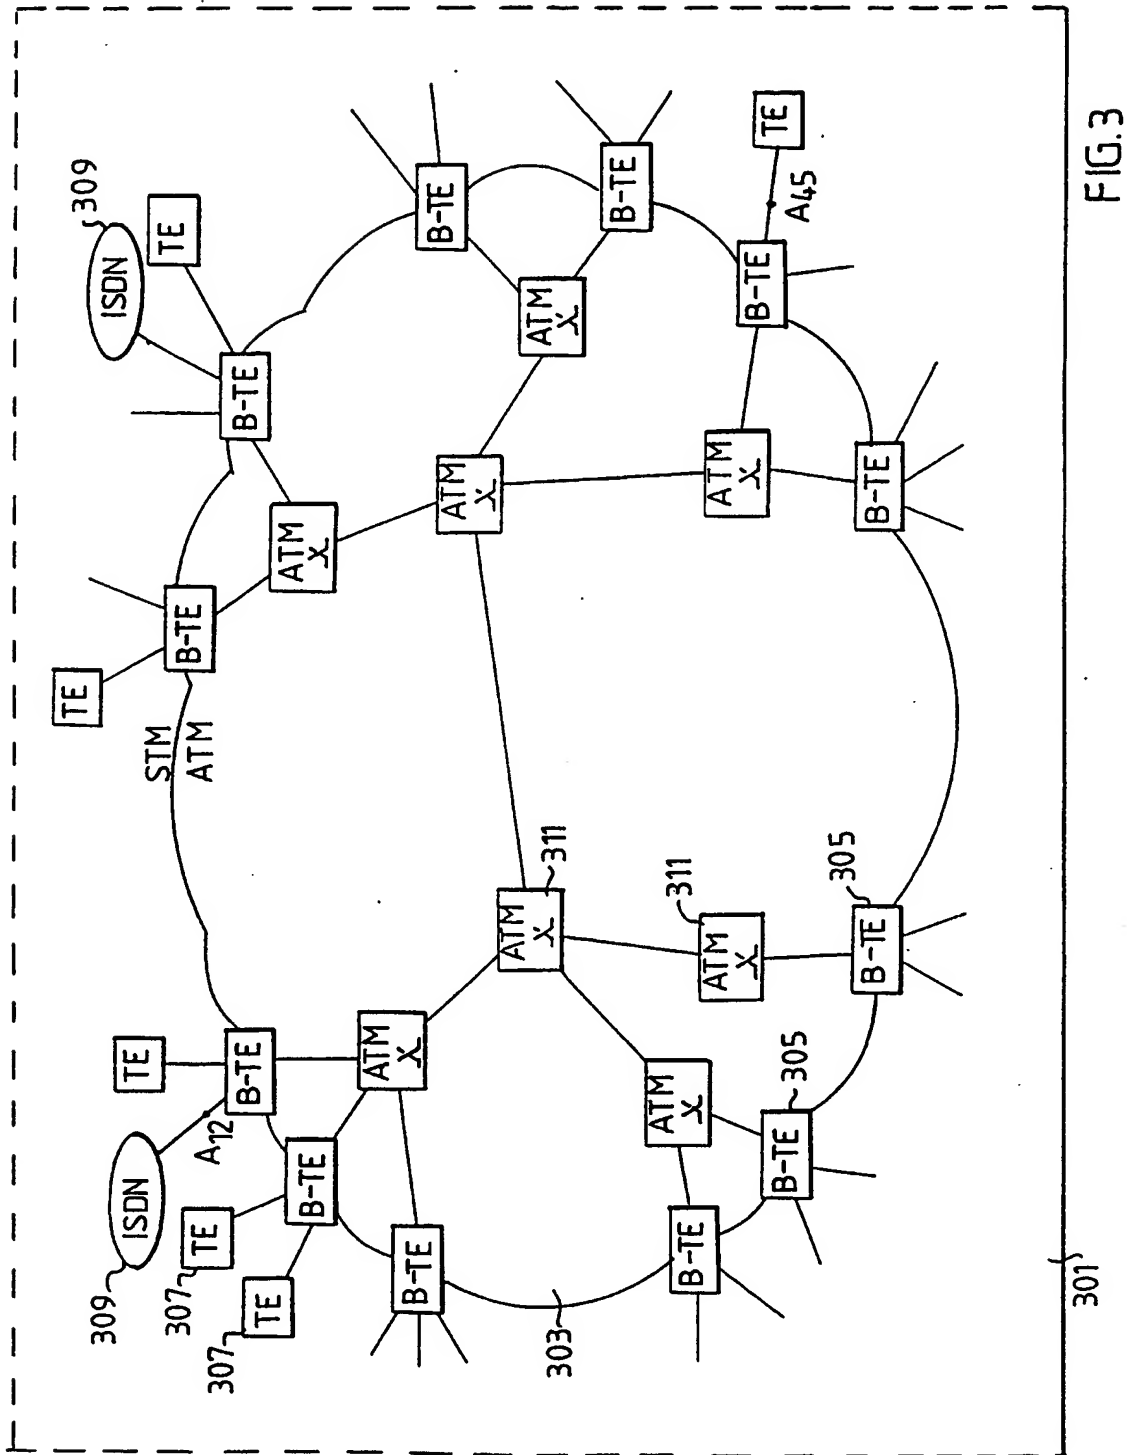 TE
309
ISDN
309
ISDN
TE
STM
TE
307
B-TE
ATM
TE
A12
307
B-TE
B-TE
TE
ATM
X
B-TE
ATM
X
B-TE
B-TE
ATM
X
ATM
X
311
ATM
X
303
B-TE
ATM
X
311
B-TE
ATM
X
ATM
X
B-TE
TE
B-TE
305
A45
305
B-TE
B-TE
301
FIG.3